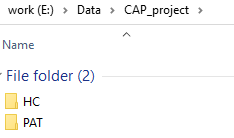 work (E:) > Data > CAP_project >
Name
File folder (2)
HC
PAT